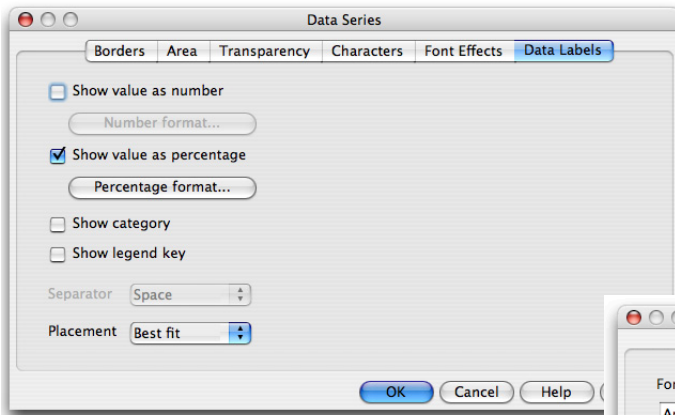 Data Series
Borders Area Transparency Characters Font Effects Data Labels
Show value as number
Number format...
Show value as percentage
Percentage format...
Show category
Show legend key
Separator Space
Placement Best fit
OK Cancel Help